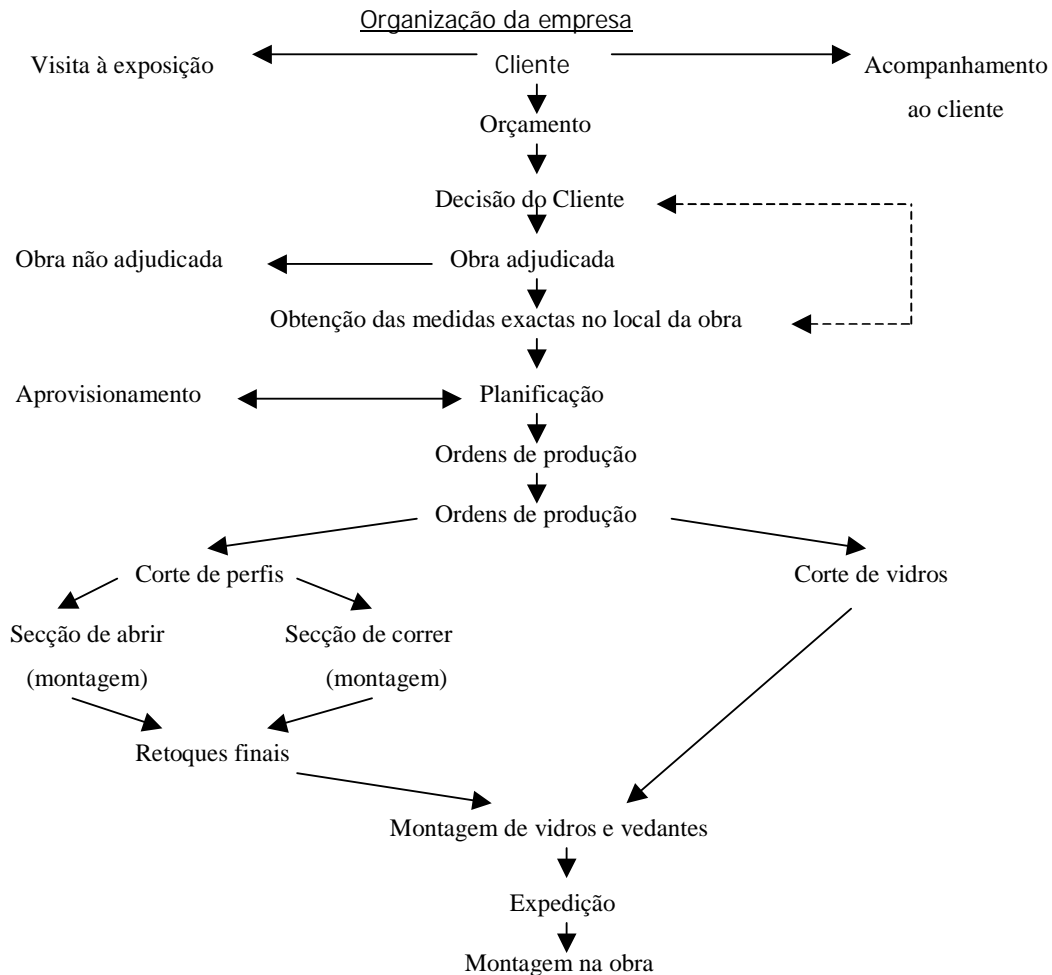 Organização da empresa
Visita à exposição
Cliente
Acompanhamento
ao cliente
Orçamento
Decisão do Cliente
Obra não adjudicada
Obra adjudicada
Obtenção das medidas exactas no local da obra
Aprovisionamento
Planificação
Ordens de produção
Ordens de produção
Corte de perfis
Corte de vidros
Secção de abrir
(montagem)
Secção de correr
(montagem)
Retoques finais
Montagem de vidros e vedantes
Expedição
Montagem na obra